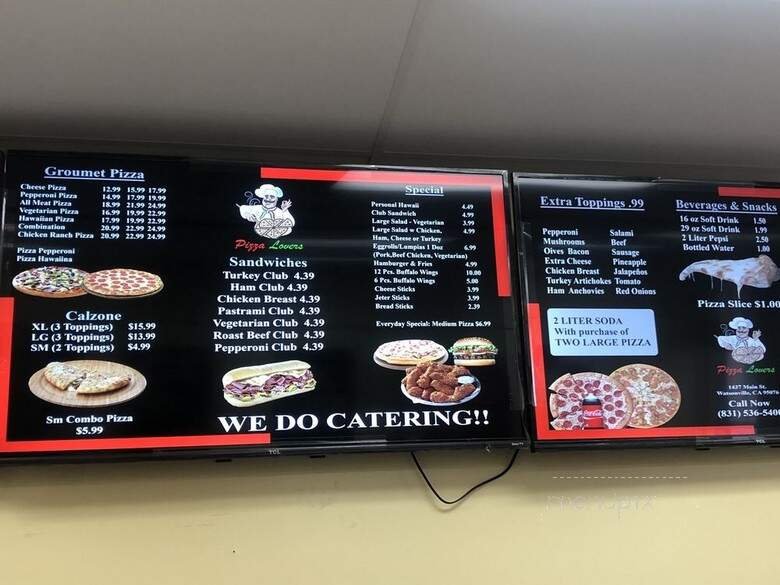 Groumet Pizza
Cheese Pizza 12.99 15.99 17.99
Pepperoni Pizza 14.99 17.99 19.99
All Meat Pizza 18.99 21.99 24.99
Vegetarian Pizza 16.99 19.99 22.99
Hawaiian Pizza 17.99 19.99 22.99
Combination 20.99 22.99 24.99
Chicken Ranch Pizza 20.99 22.99 24.99
Pizza Pepperoni
Pizza Hawaiina
Calzone
XL (3 Toppings) $15.99
LG (3 Toppings) $13.99
SM (2 Toppings) $4.99
Sm Combo Pizza
$5.99
Pizza Lovers
Sandwiches
Turkey Club 4.39
Ham Club 4.39
Chicken Breast 4.39
Pastrami Club 4.39
Vegetarian Club 4.39
Roast Beef Club 4.39
Pepperoni Club 4.39
Special
Personal Hawaii 4.49
Club Sandwich 4.99
Large Salad - Vegetarian 3.99
Large Salad w Chicken, 4.99
Ham, Cheese or Turkey
Eggrolls/Lumpias 1 Doz 6.99
(Pork,Beef Chicken, Vegetarian)
Hamburger & Fries 4.99
12 Pcs. Buffalo Wings 10.00
6 Pcs. Buffalo Wings 5.00
Cheese Sticks 3.99
Jeter Sticks 3.99
Bread Sticks 2.39
Everyday Special: Medium Pizza $6.99
WE DO CATERING!!
TCL
Extra Toppings .99
Pepperoni Salami
Mushrooms Beef
Olves Bacon Sausage
Extra Cheese Pineapple
Chicken Breast Jalapeños
Turkey Artichokes Tomato
Ham Anchovies Red Onions
2 LITER SODA
With purchase of
TWO LARGE PIZZA
Coca-Cola
Beverages & Snacks
16 oz Soft Drink 1.50
29 oz Soft Drink 1.99
2 Liter Pepsi 2.50
Bottled Water 1.00
Pizza Slice $1.00
Pizza Lovers
1437 Main St.
Watsonville, CA 95076
Call Now
(831) 536-540
TCL
menupix